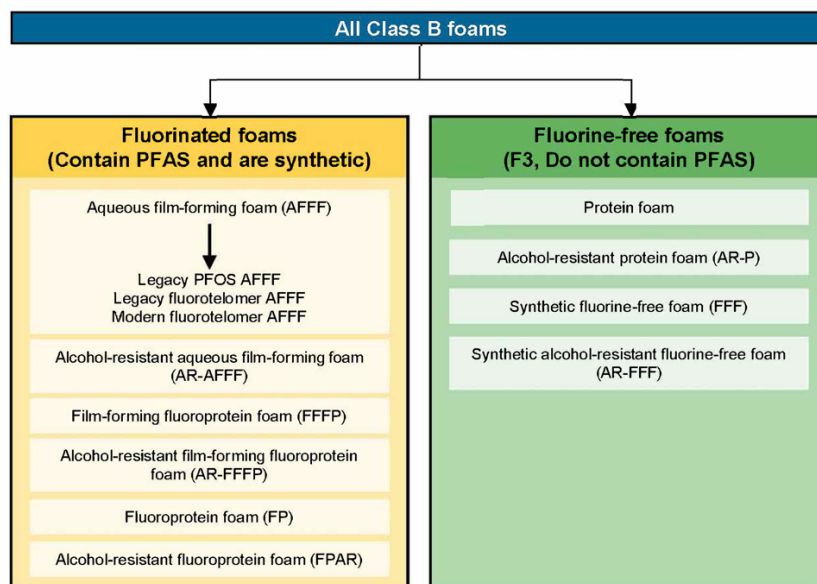 All Class B foams
Fluorinated foams
(Contain PFAS and are synthetic)
Aqueous film-forming foam (AFFF)
Legacy PFOS AFFF
Legacy fluorotelomer AFFF
Modern fluorotelomer AFFF
Alcohol-resistant aqueous film-forming foam
(AR-AFFF)
Film-forming fluoroprotein foam (FFFP)
Alcohol-resistant film-forming fluoroprotein
foam (AR-FFFP)
Fluoroprotein foam (FP)
Alcohol-resistant fluoroprotein foam (FPAR)
Fluorine-free foams
(F3, Do not contain PFAS)
Protein foam
Alcohol-resistant protein foam (AR-P)
Synthetic fluorine-free foam (FFF)
Synthetic alcohol-resistant fluorine-free foam
(AR-FFF)